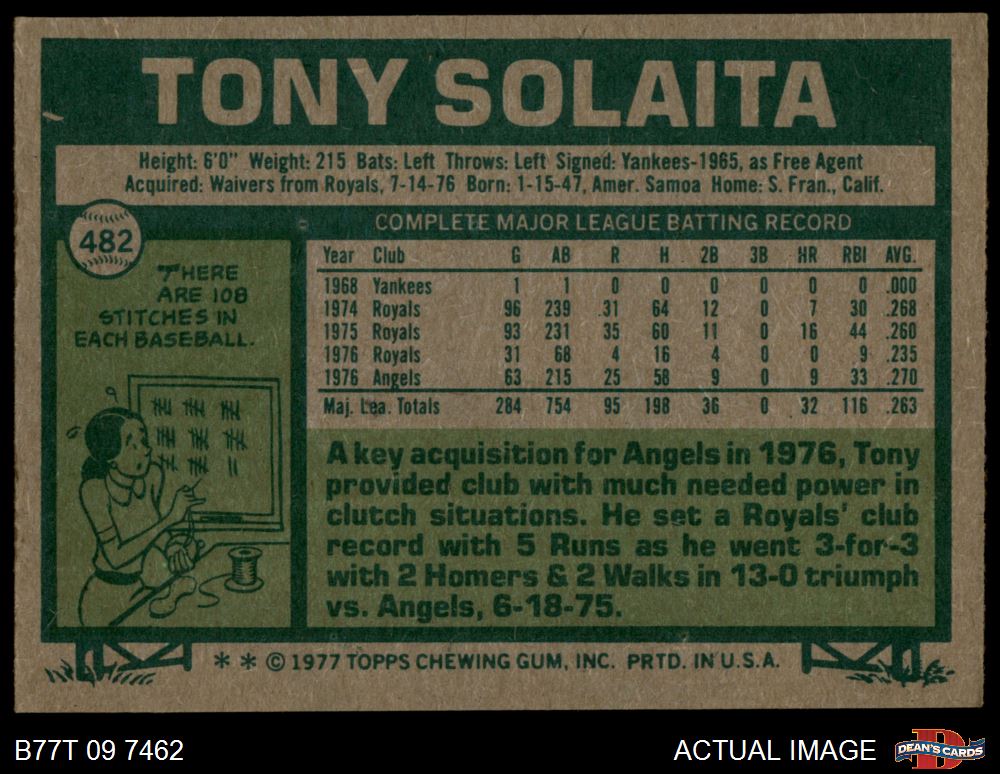 TONY SOLAITA
Height: 6'0" Weight: 215 Bats: Left Throws: Left Signed: Yankees-1965, as Free Agent
Acquired: Waivers from Royals, 7-14-76 Born: 1-15-47, Amer. Samoa Home: S. Fran., Calif.
482
THERE
ARE 108
STITCHES IN
EACH BASEBALL.
COMPLETE MAJOR LEAGUE BATTING RECORD
Year Club G AB R H 2B 3B HR RBI AVG.
1968 Yankees 1 1 0 0 0 0 0 0 .000
1974 Royals 96 239 31 64 12 0 7 30 .268
1975 Royals 93 231 35 60 11 0 16 44 .260
1976 Royals 31 68 4 16 4 0 0 9 .235
1976 Angels 63 215 25 58 9 0 9 33 .270
Maj. Lea. Totals 284 754 95 198 36 0 32 116 .263
A key acquisition for Angels in 1976, Tony
provided club with much needed power in
clutch situations. He set a Royals' club
record with 5 Runs as he went 3-for-3
with 2 Homers & 2 Walks in 13-0 triumph
vs. Angels, 6-18-75.
* * © 1977 TOPPS CHEWING GUM, INC. PRTD. IN U.S.A.
B77T 09 7462
ACTUAL IMAGE
D
DEAN'S CARDS